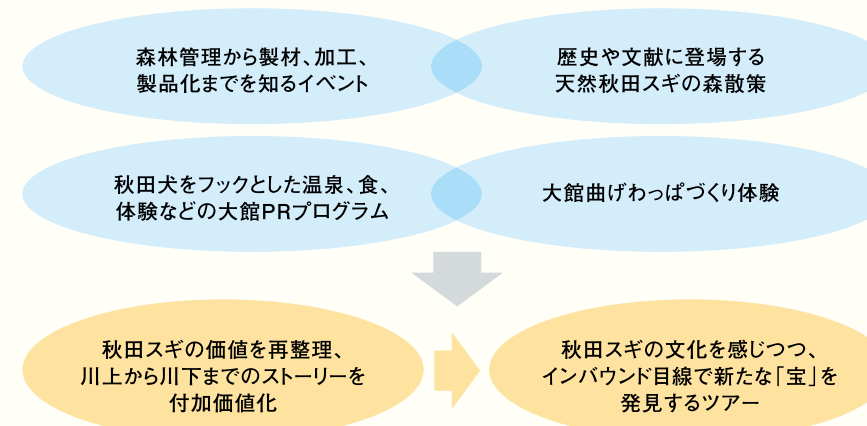 森林管理から製材、加工、
製品化までを知るイベント
歴史や文献に登場する
天然秋田スギの森散策
秋田犬をフックとした温泉、食、
体験などの大館PRプログラム
大館曲げわっぱづくり体験
秋田スギの価値を再整理、
川上から川下までのストーリーを
付加価値化
秋田スギの文化を感じつつ、
インバウンド目線で新たな「宝」を
発見するツアー